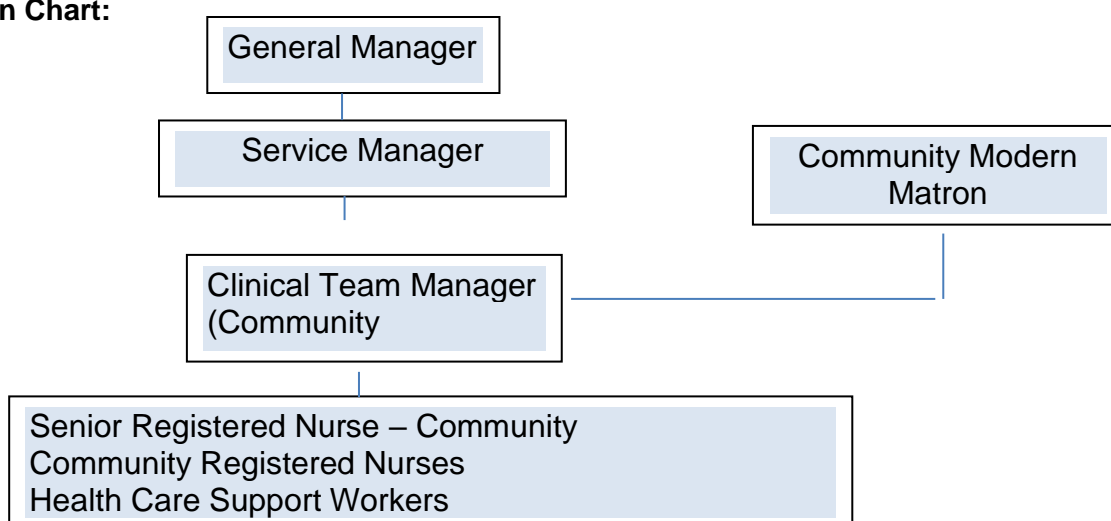 n Chart:
General Manager
Service Manager
Community Modern
Matron
Clinical Team Manager
(Community
Senior Registered Nurse – Community
Community Registered Nurses
Health Care Support Workers